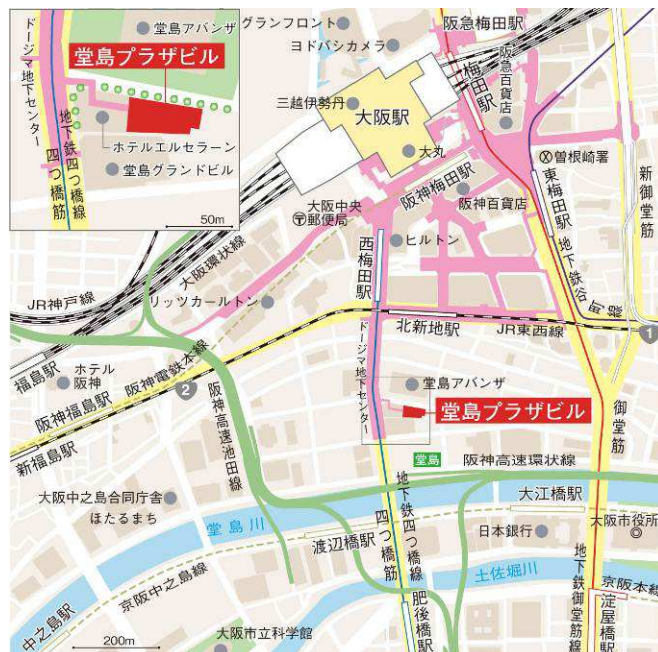 堂島アバンザ
堂島プラザビル
ドージマ地下センター
ホテルエルセラーン
堂島グランドビル
地下鉄四つ橋線
四つ橋筋
50m
グランフロント
ヨドバシカメラ
三越伊勢丹
大阪駅
大丸
阪急梅田駅
梅田駅
阪急百貨店
曽根崎署
東梅田駅
新御堂筋
阪神梅田駅
阪神百貨店
大阪中央
郵便局
ヒルトン
西梅田駅
大阪環状線
JR神戸線
リッツカールトン
地下鉄谷町線
北新地駅
JR東西線
1
福島駅
ホテル
阪神
阪神電鉄本線
2
阪神福島駅
新福島駅
阪神高速池田線
ドージマ地下センター
堂島アバンザ
堂島プラザビル
御堂筋
堂島
阪神高速環状線
大阪中之島合同庁舎
ほたるまち
堂島川
渡辺橋駅
地下鉄四つ橋線
四つ橋筋
大江橋駅
日本銀行
大阪市役所
土佐堀川
京阪中之島線
中之島駅
肥後橋駅
地下鉄御堂筋線
京阪本線
淀屋橋駅
200m
大阪市立科学館